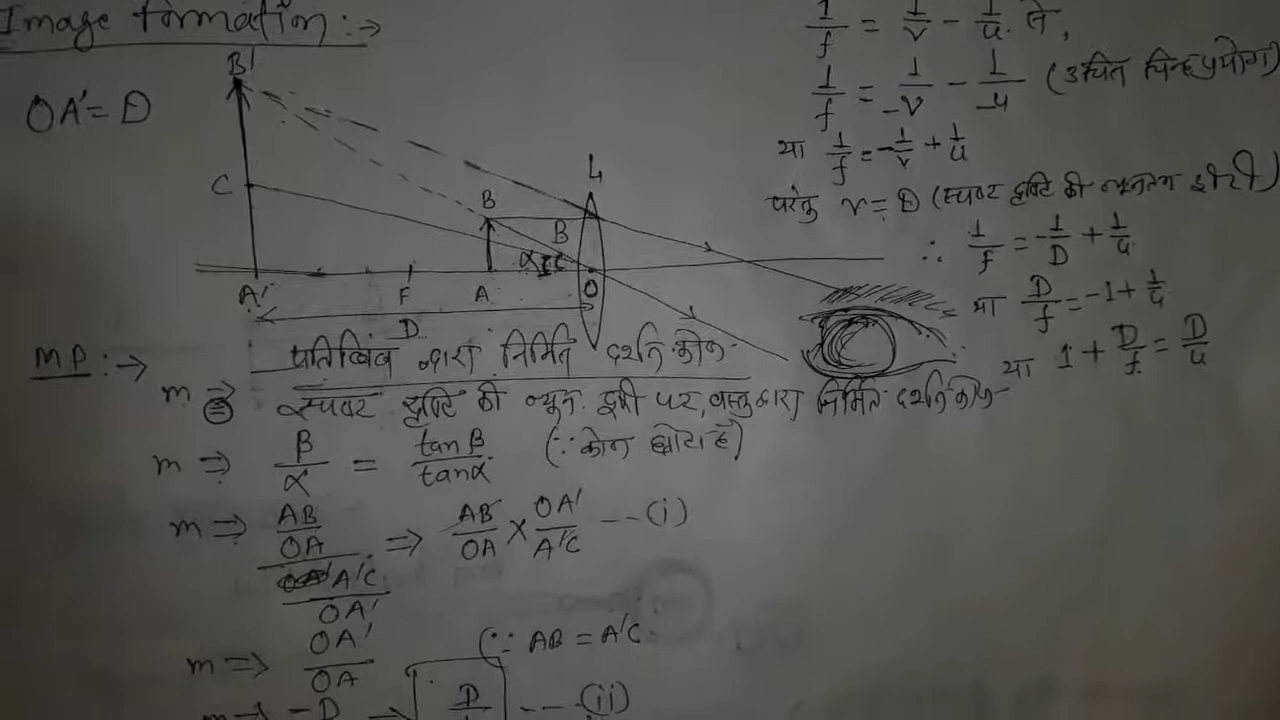 Image formation :->
OA' = D
B'
C
B
L
B
α
A'
F
A
O
D
MP :->
प्रतिबिंब द्वारा निर्मित दर्शन कोण
m =>
स्पष्ट दृष्टि की न्यून. दूरी पर, वस्तु द्वारा निर्मित दर्शन कोण
m => β/α = tanβ/tanα (∵ कोण छोटा है)
m => AB/OA / A'C/OA' => AB/OA × OA'/A'C --- (i)
m => OA'/OA (∵ AB = A'C
m => -D => D --- (ii)
1/f = 1/v - 1/u से,
1/f = 1/-v - 1/-u (उचित चिन्ह प्रयोग)
या 1/f = -1/v + 1/u
परंतु v = D (स्पष्ट दृष्टि की न्यूनतम दूरी)
∴ 1/f = -1/D + 1/u
या D/f = -1 + 1/u
या 1 + D/f = D/u